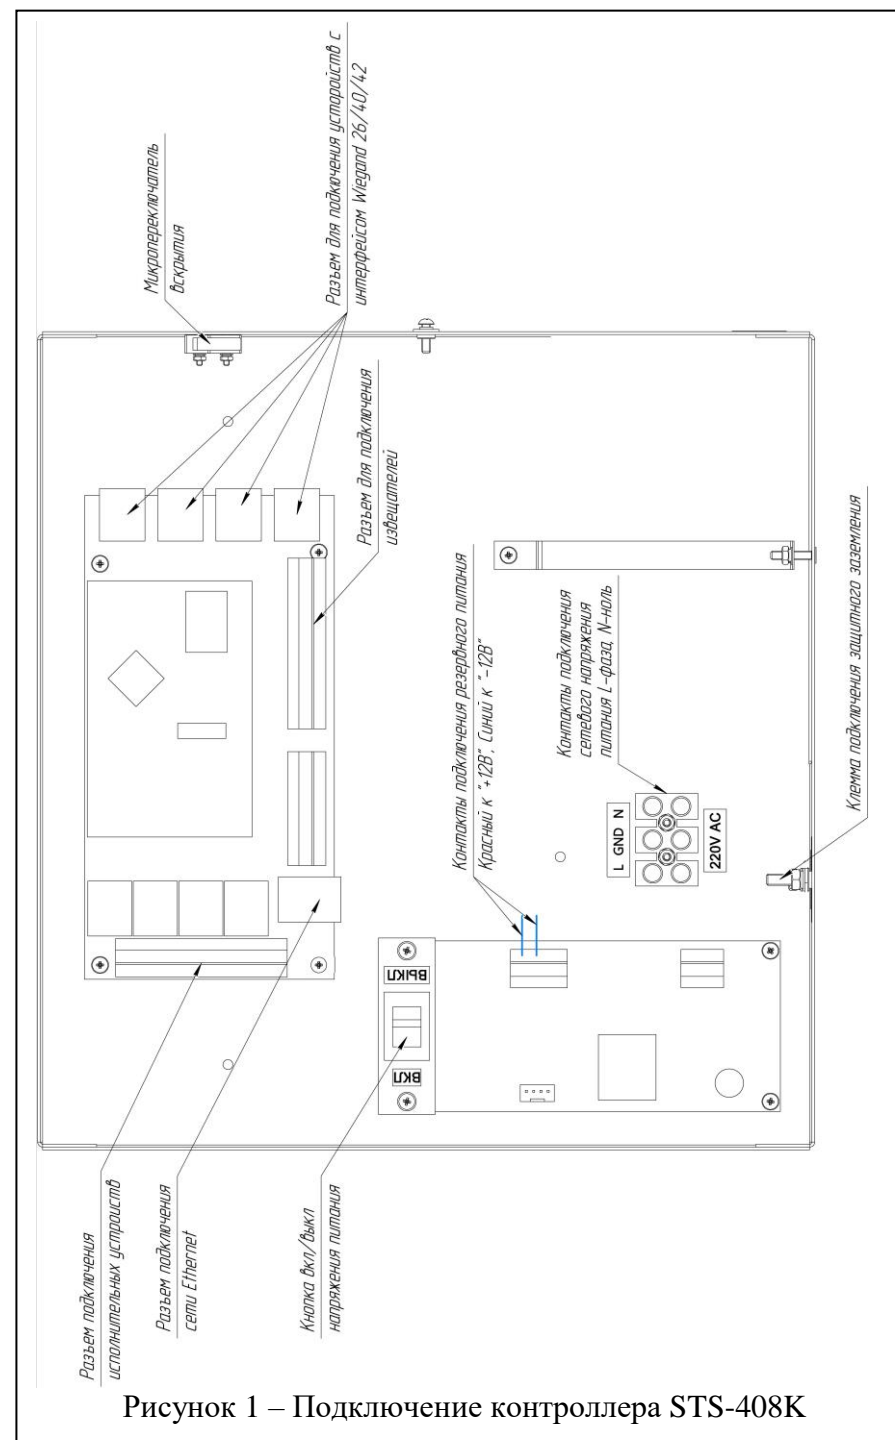 Микропереключатель
вскрытия
Разъем для подключения усторойств с
интерфейсом Wiegand 26/40/42
Разъем для подключения
извещателей
Контакты подключения резервного питания
Красный к "+12В", Синий к "-12В"
Контакты подключения
сетевого напряжения
питания L-фаза, N-ноль
Клемма подключения защитного заземления
L GND N
220V AC
ВЫКЛ
ВКЛ
Разъем подключения
исполнительных устроиств
Разъем подключения
сети Ethernet
Кнопка вкл/выкл
напряжения питания
Рисунок 1 – Подключение контроллера STS-408K